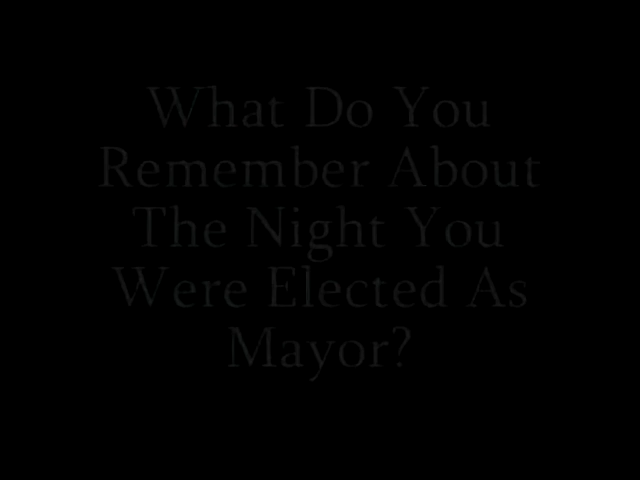 What Do You
Remember About
The Night You
Were Elected As
Mayor?